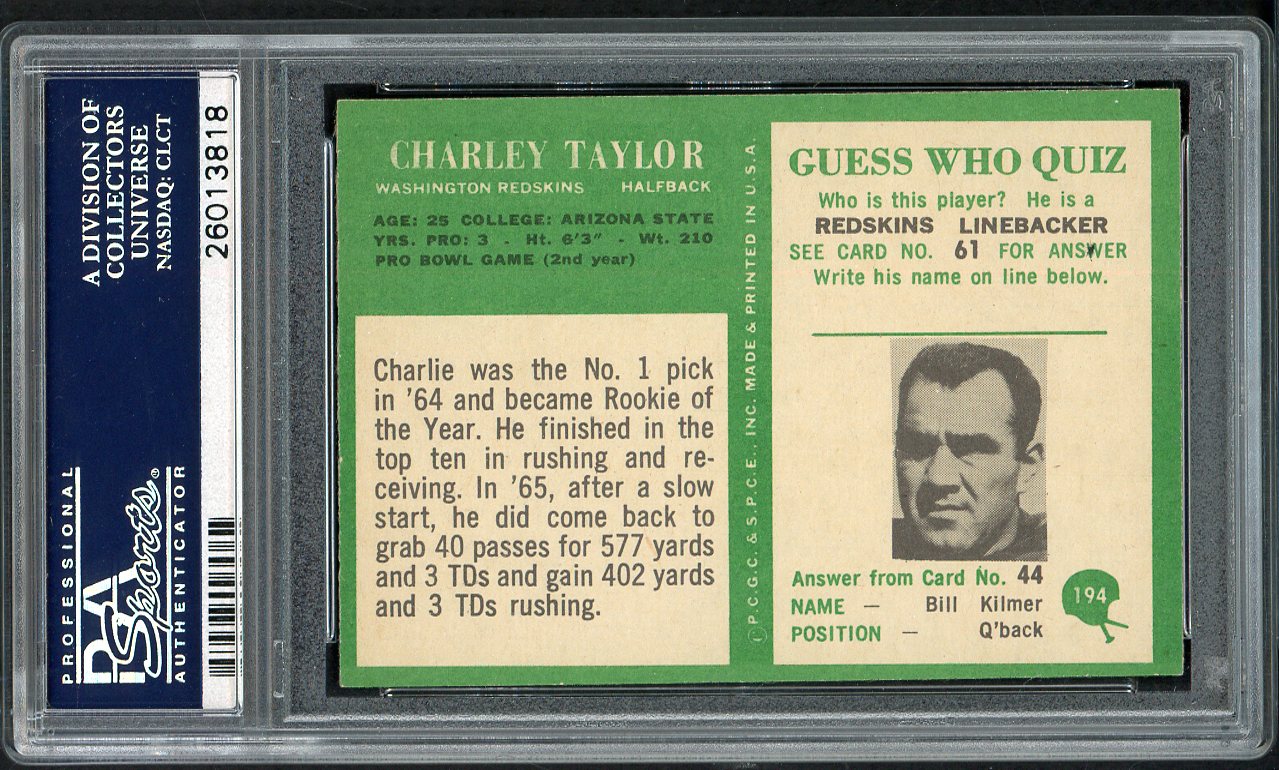 A DIVISION OF
COLLECTORS
UNIVERSE
NASDAQ: CLCT
PROFESSIONAL
PSA
Sports®
AUTHENTICATOR
26013818
CHARLEY TAYLOR
WASHINGTON REDSKINS HALFBACK
AGE: 25 COLLEGE: ARIZONA STATE
YRS. PRO: 3 - Ht. 6'3" - Wt. 210
PRO BOWL GAME (2nd year)
Charlie was the No. 1 pick
in '64 and became Rookie of
the Year. He finished in the
top ten in rushing and re-
ceiving. In '65, after a slow
start, he did come back to
grab 40 passes for 577 yards
and 3 TDs and gain 402 yards
and 3 TDs rushing.
©P.C.G.C. & S.P.C.E., INC. MADE & PRINTED IN U.S.A.
GUESS WHO QUIZ
Who is this player? He is a
REDSKINS LINEBACKER
SEE CARD NO. 61 FOR ANSWER
Write his name on line below.
Answer from Card No. 44
NAME — Bill Kilmer
POSITION — Q'back
194